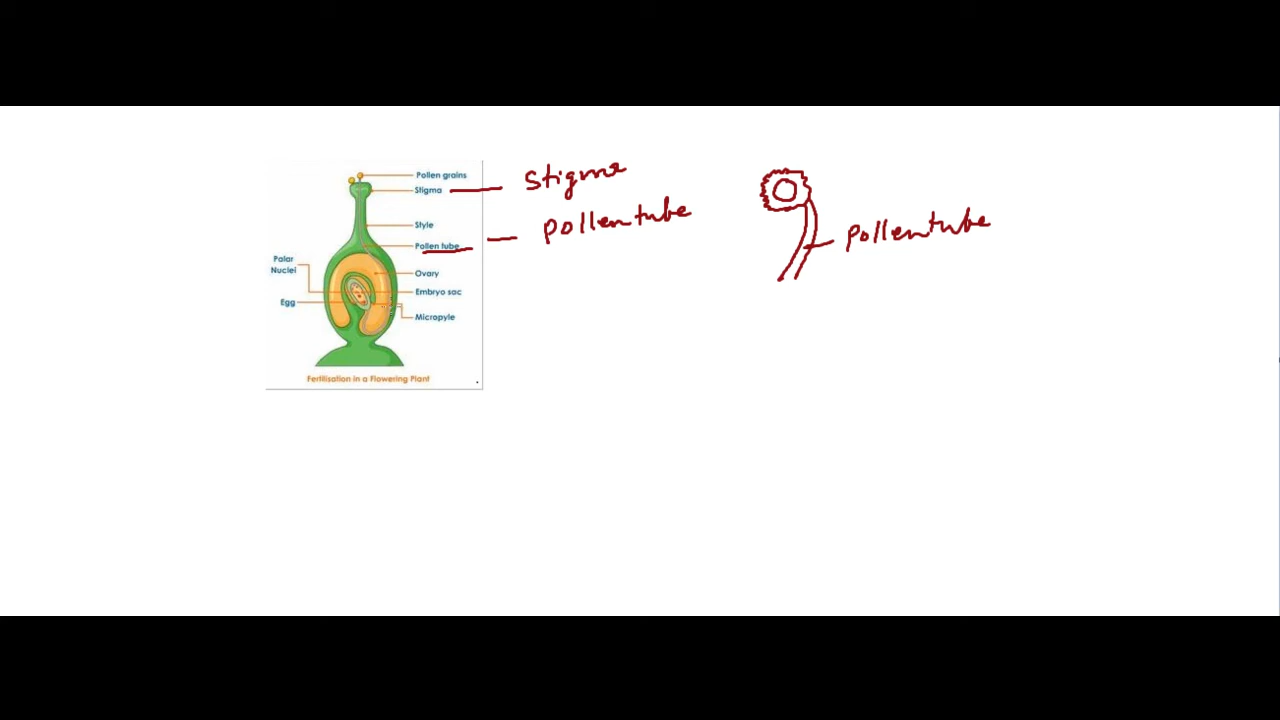 Pollen grains
Stigma
Style
Pollen tube
Polar
Nuclei
Ovary
Embryo sac
Egg
Micropyle
Fertilisation in a Flowering Plant
Stigma
pollentube
pollentube